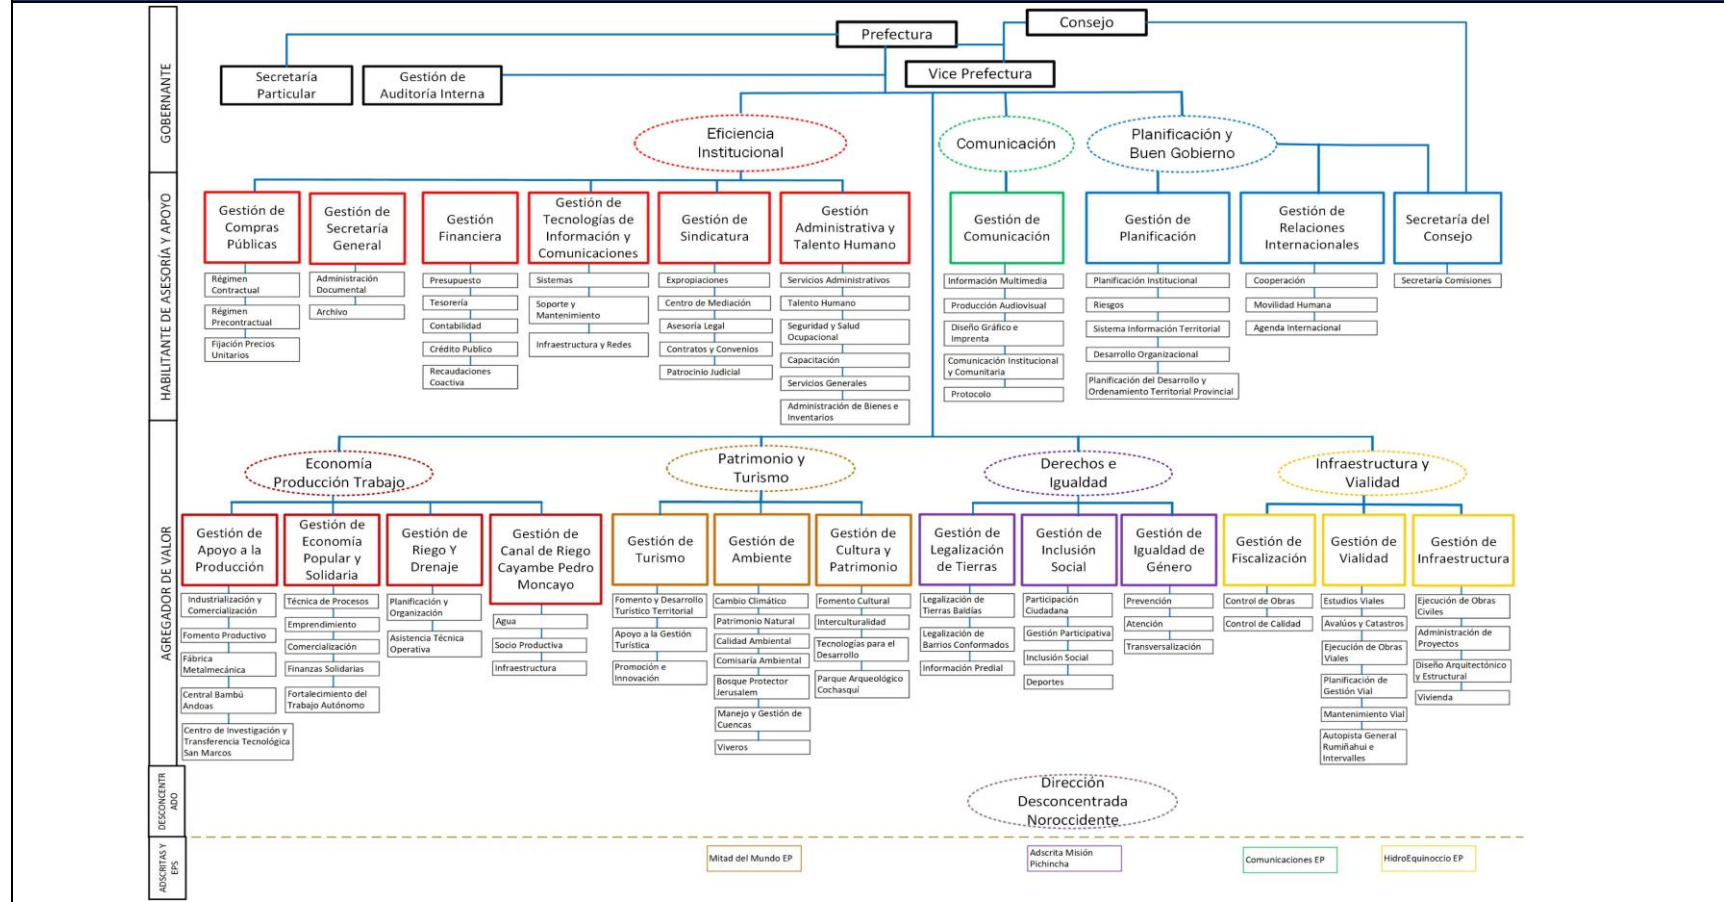 Consejo
Prefectura
Vice Prefectura
Secretaría
Particular
Gestión de
Auditoría Interna
GOBERNANTE
Eficiencia
Institucional
Comunicación
Planificación y
Buen Gobierno
HABILITANTE DE ASESORÍA Y APOYO
Gestión de
Compras
Públicas
Régimen
Contractual
Régimen
Precontractual
Fijación Precios
Unitarios
Gestión de
Secretaría
General
Administración
Documental
Archivo
Gestión
Financiera
Presupuesto
Tesorería
Contabilidad
Crédito Publico
Recaudaciones
Coactiva
Gestión de
Tecnologías de
Información y
Comunicaciones
Sistemas
Soporte y
Mantenimiento
Infraestructura y Redes
Gestión de
Sindicatura
Expropiaciones
Centro de Mediación
Asesoría Legal
Contratos y Convenios
Patrocinio Judicial
Gestión
Administrativa y
Talento Humano
Servicios Administrativos
Talento Humano
Seguridad y Salud
Ocupacional
Capacitación
Servicios Generales
Administración de Bienes e
Inventarios
Gestión de
Comunicación
Información Multimedia
Producción Audiovisual
Diseño Gráfico e
Imprenta
Comunicación Institucional
y Comunitaria
Protocolo
Gestión de
Planificación
Planificación Institucional
Riesgos
Sistema Información Territorial
Desarrollo Organizacional
Planificación del Desarrollo y
Ordenamiento Territorial Provincial
Gestión de
Relaciones
Internacionales
Cooperación
Movilidad Humana
Agenda Internacional
Secretaría del
Consejo
Secretaría Comisiones
AGREGADOR DE VALOR
Economía
Producción Trabajo
Patrimonio y
Turismo
Derechos e
Igualdad
Infraestructura y
Vialidad
Gestión de
Apoyo a la
Producción
Industrialización y
Comercialización
Fomento Productivo
Fábrica
Metalmecánica
Central Bambú
Andoas
Centro de Investigación y
Transferencia Tecnológica
San Marcos
Gestión de
Economía
Popular y
Solidaria
Técnica de Procesos
Emprendimiento
Comercialización
Finanzas Solidarias
Fortalecimiento del
Trabajo Autónomo
Gestión de
Riego Y
Drenaje
Planificación y
Organización
Asistencia Técnica
Operativa
Gestión de
Canal de Riego
Cayambe Pedro
Moncayo
Agua
Socio Productiva
Infraestructura
Gestión de
Turismo
Fomento y Desarrollo
Turístico Territorial
Apoyo a la Gestión
Turística
Promoción e
Innovación
Gestión de
Ambiente
Cambio Climático
Patrimonio Natural
Calidad Ambiental
Comisaría Ambiental
Bosque Protector
Jerusalem
Manejo y Gestión de
Cuencas
Viveros
Gestión de
Cultura y
Patrimonio
Fomento Cultural
Interculturalidad
Tecnologías para el
Desarrollo
Parque Arqueológico
Cochasquí
Gestión de
Legalización
de Tierras
Legalización de
Tierras Baldías
Legalización de
Barrios Conformados
Información Predial
Gestión de
Inclusión
Social
Participación
Ciudadana
Gestión Participativa
Inclusión Social
Deportes
Gestión de
Igualdad de
Género
Prevención
Atención
Transversalización
Gestión de
Fiscalización
Control de Obras
Control de Calidad
Gestión de
Vialidad
Estudios Viales
Avalúos y Catastros
Ejecución de Obras
Viales
Planificación de
Gestión Vial
Mantenimiento Vial
Autopista General
Rumiñahui e
Intervalles
Gestión de
Infraestructura
Ejecución de Obras
Civiles
Administración de
Proyectos
Diseño Arquitectónico
y Estructural
Vivienda
DESCONCENTR
ADO
Dirección
Desconcentrada
Noroccidente
ADSCRITAS Y
EPS
Mitad del Mundo EP
Adscrita Misión
Pichincha
Comunicaciones EP
HidroEquinoccio EP